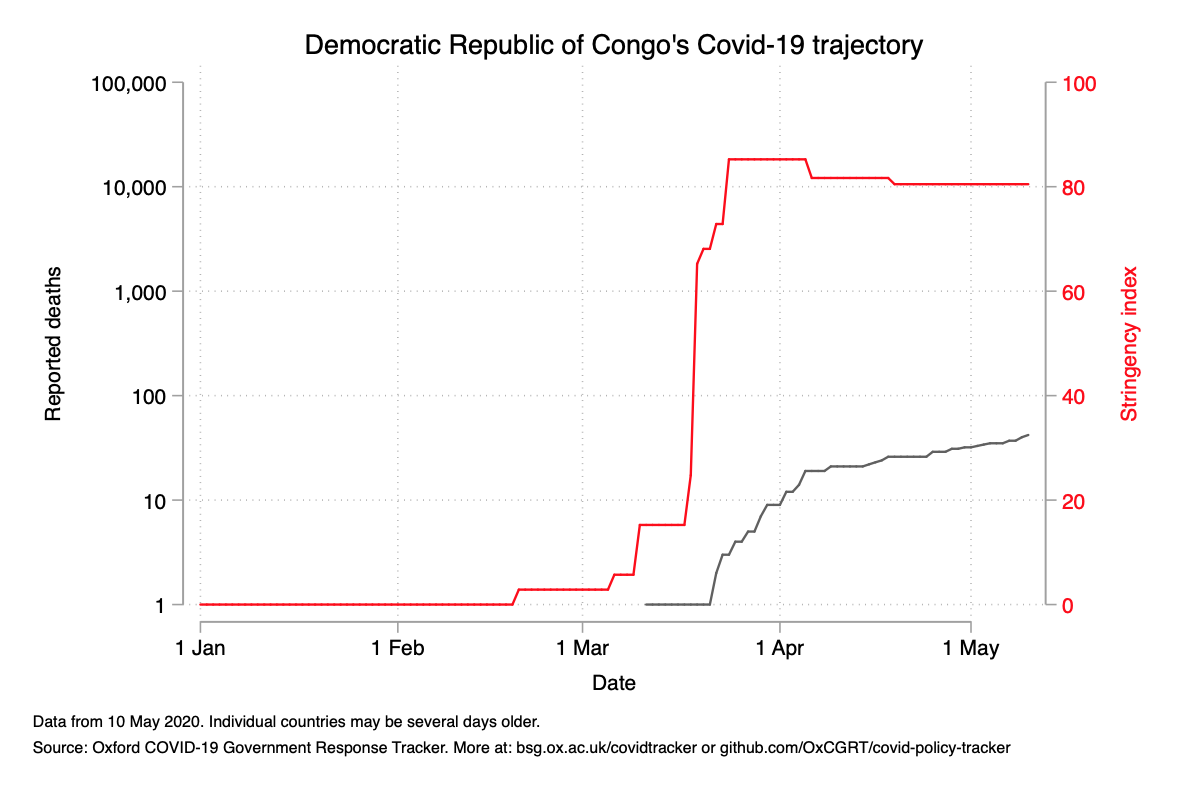 Democratic Republic of Congo's Covid-19 trajectory
100,000
10,000
1,000
100
10
1
Reported deaths
100
80
60
40
20
0
Stringency index
1 Jan
1 Feb
1 Mar
1 Apr
1 May
Date
Data from 10 May 2020. Individual countries may be several days older.
Source: Oxford COVID-19 Government Response Tracker. More at: bsg.ox.ac.uk/covidtracker or github.com/OxCGRT/covid-policy-tracker